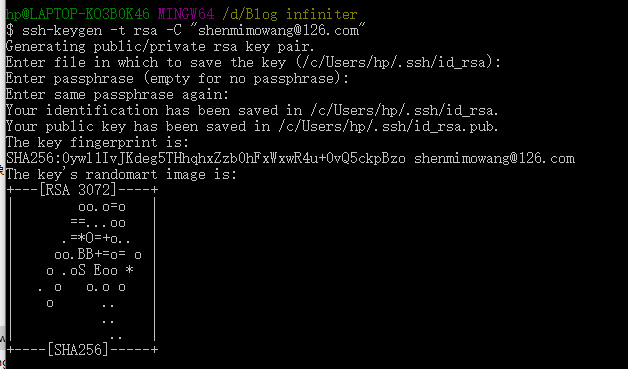 hp@LAPTOP-KO3B0K46 MINGW64 /d/Blog infiniter
$ ssh-keygen -t rsa -C "shenmimowang@126.com"
Generating public/private rsa key pair.
Enter file in which to save the key (/c/Users/hp/.ssh/id_rsa):
Enter passphrase (empty for no passphrase):
Enter same passphrase again:
Your identification has been saved in /c/Users/hp/.ssh/id_rsa.
Your public key has been saved in /c/Users/hp/.ssh/id_rsa.pub.
The key fingerprint is:
SHA256:0yw11IvJKdeg5THhqhxZzb0hFxWxwR4u+0vQ5ckpBzo shenmimowang@126.com
The key's randomart image is:
+---[RSA 3072]----+
|        oo.o=o   |
|       ==...oo   |
|      .=*O=+o..  |
|     oo.BB+=o= o |
|    o .oS Eoo *  |
|   . o   o.o o   |
|    o      ..    |
|           ..    |
|            ..   |
+----[SHA256]-----+